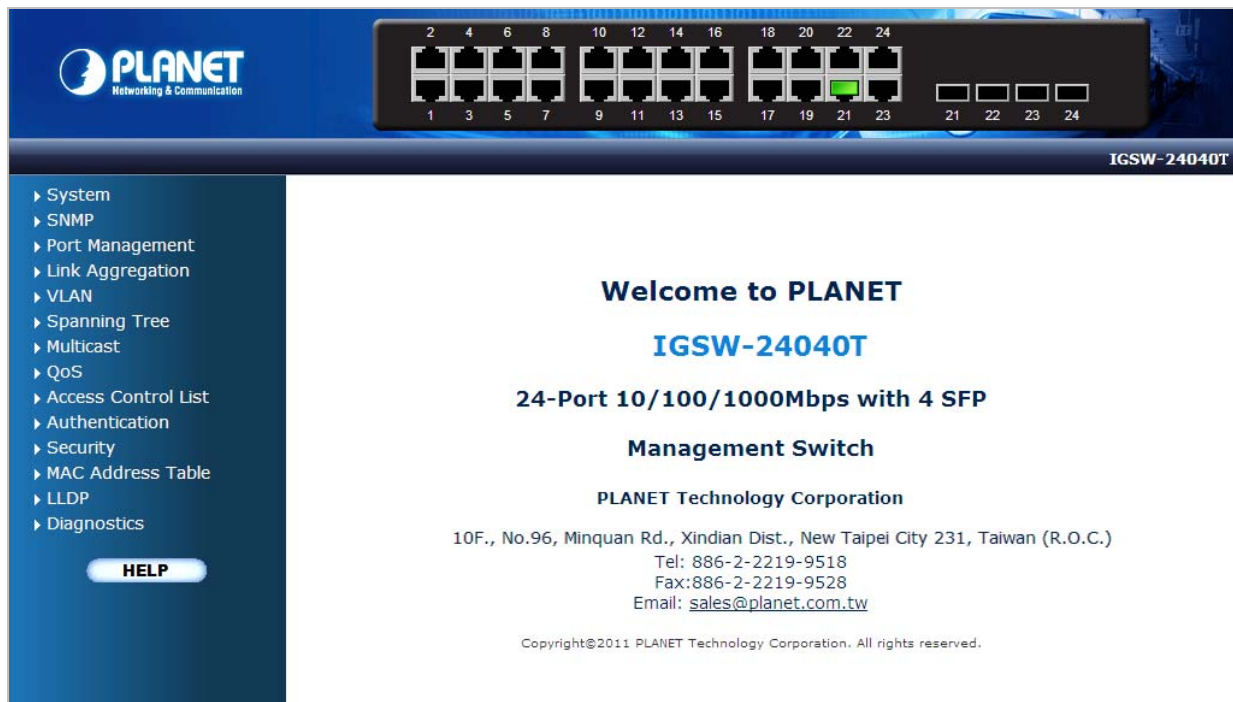 PLANET
Networking & Communication
2 4 6 8 10 12 14 16 18 20 22 24
1 3 5 7 9 11 13 15 17 19 21 23 21 22 23 24
IGSW-24040T
System
SNMP
Port Management
Link Aggregation
VLAN
Spanning Tree
Multicast
QoS
Access Control List
Authentication
Security
MAC Address Table
LLDP
Diagnostics
HELP
Welcome to PLANET
IGSW-24040T
24-Port 10/100/1000Mbps with 4 SFP
Management Switch
PLANET Technology Corporation
10F., No.96, Minquan Rd., Xindian Dist., New Taipei City 231, Taiwan (R.O.C.)
Tel: 886-2-2219-9518
Fax:886-2-2219-9528
Email: sales@planet.com.tw
Copyright©2011 PLANET Technology Corporation. All rights reserved.